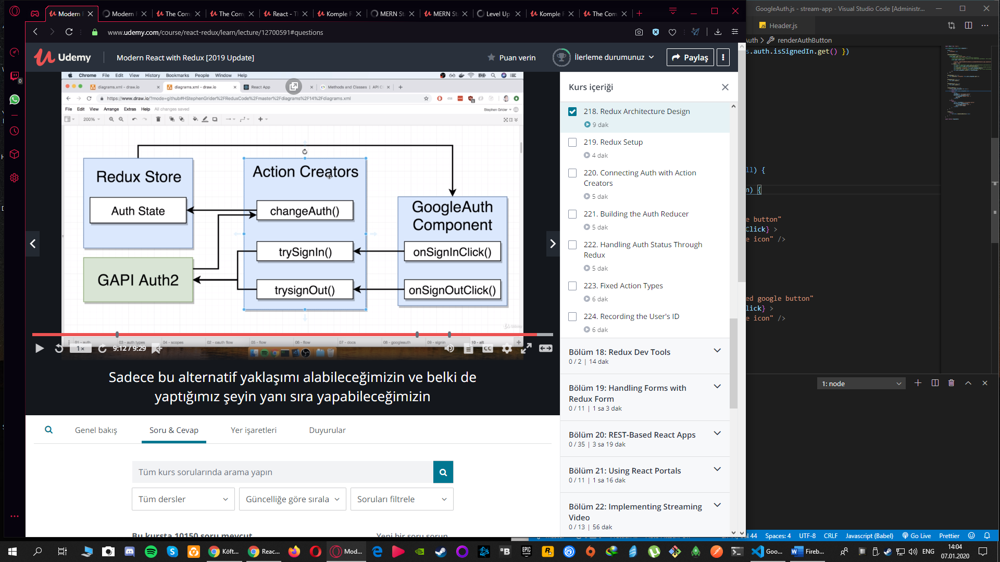 Modern
Modern F
The Comp
The Com
React - Tl
Komple R
MERN St
MERN St
Level Up
Komple F
The Com
www.udemy.com/course/react-redux/learn/lecture/12700591#questions
Udemy
Modern React with Redux [2019 Update]
Puan verin
İlerleme durumunuz
Paylaş
Chrome File Edit View History Bookmarks People Window Help
diagrams.xml - draw.io
diagrams.xml - draw.io
React App
Methods and Classes | API C
https://www.draw.io/?mode=github#HStephenGrider%2FReduxCode%2Fmaster%2Fdiagrams%2F14%2Fdiagrams.xml
File Edit View Arrange Extras Help All changes saved
Stephen Grider
200%
Redux Store
Auth State
GAPI Auth2
Action Creators
changeAuth()
trySignIn()
trysignOut()
GoogleAuth
Component
onSignInClick()
onSignOutClick()
Udemy
01 - auth
03 - auth types
04 - scopes
02 - oauth flow
05 - flow
06 - flow
07 - docs
08 - googleauth
09 - signin
10 - alt
1×
9:12 / 9:29
CC
Sadece bu alternatif yaklaşımı alabileceğimizin ve belki de
yaptığımız şeyin yanı sıra yapabileceğimizin
Genel bakış
Soru & Cevap
Yer işaretleri
Duyurular
Tüm kurs sorularında arama yapın
Tüm dersler
Güncelliğe göre sırala
Soruları filtrele
Bu kursta 10150 soru mevcut
Yeni bir soru sorun
Kurs içeriği
218. Redux Architecture Design
9 dak
219. Redux Setup
4 dak
220. Connecting Auth with Action
Creators
5 dak
221. Building the Auth Reducer
5 dak
222. Handling Auth Status Through
Redux
5 dak
223. Fixed Action Types
6 dak
224. Recording the User's ID
6 dak
Bölüm 18: Redux Dev Tools
0 / 2 | 14 dak
Bölüm 19: Handling Forms with
Redux Form
0 / 11 | 1 sa 3 dak
Bölüm 20: REST-Based React Apps
0 / 35 | 3 sa 19 dak
Bölüm 21: Using React Portals
0 / 11 | 1 sa 16 dak
Bölüm 22: Implementing Streaming
Video
0 / 13 | 56 dak
GoogleAuth.js - stream-app - Visual Studio Code [Administr...
JS Header.js
uth > renderAuthButton
s.auth.isSignedIn.get() })
ll) {
n) {
e button"
Click} >
e icon" />
ed google button"
lick} >
e icon" />
1: node
44 Spaces: 4 UTF-8 CRLF Javascript (Babel) Go Live Prettier
Köft...
Reac...
Mod...
Goo...
Fireb...
ENG
14:04
07.01.2020